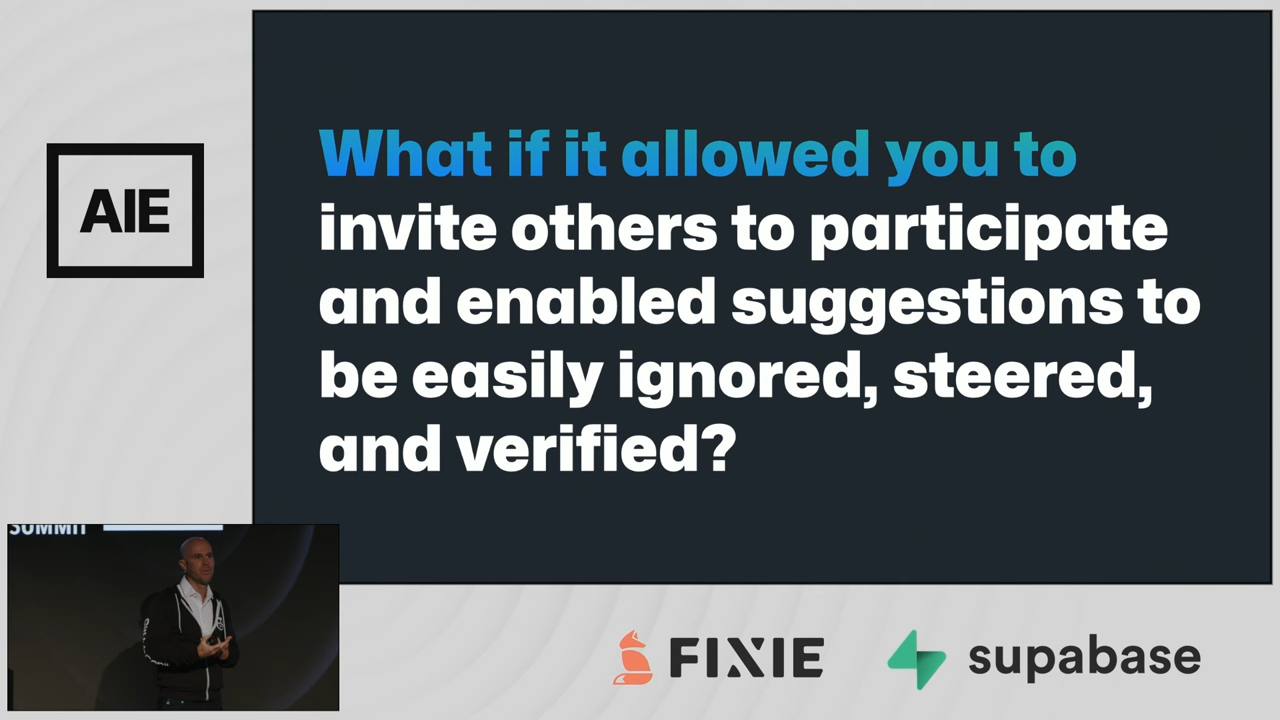 AIE
What if it allowed you to
invite others to participate
and enabled suggestions to
be easily ignored, steered,
and verified?
SUMMIT
FIXIE
supabase